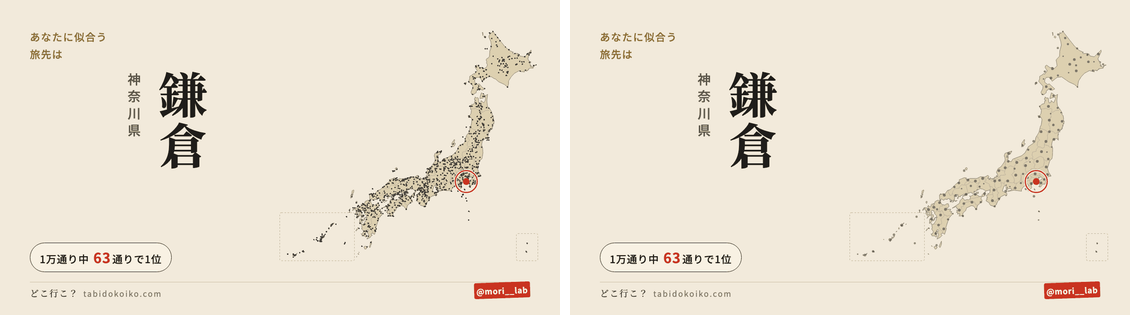 あなたに似合う
旅先は
鎌倉
神奈川県
1万通り中 63通りで1位
どこ行こ？ tabidokoiko.com
@mori__lab
あなたに似合う
旅先は
鎌倉
神奈川県
1万通り中 63通りで1位
どこ行こ？ tabidokoiko.com
@mori__lab